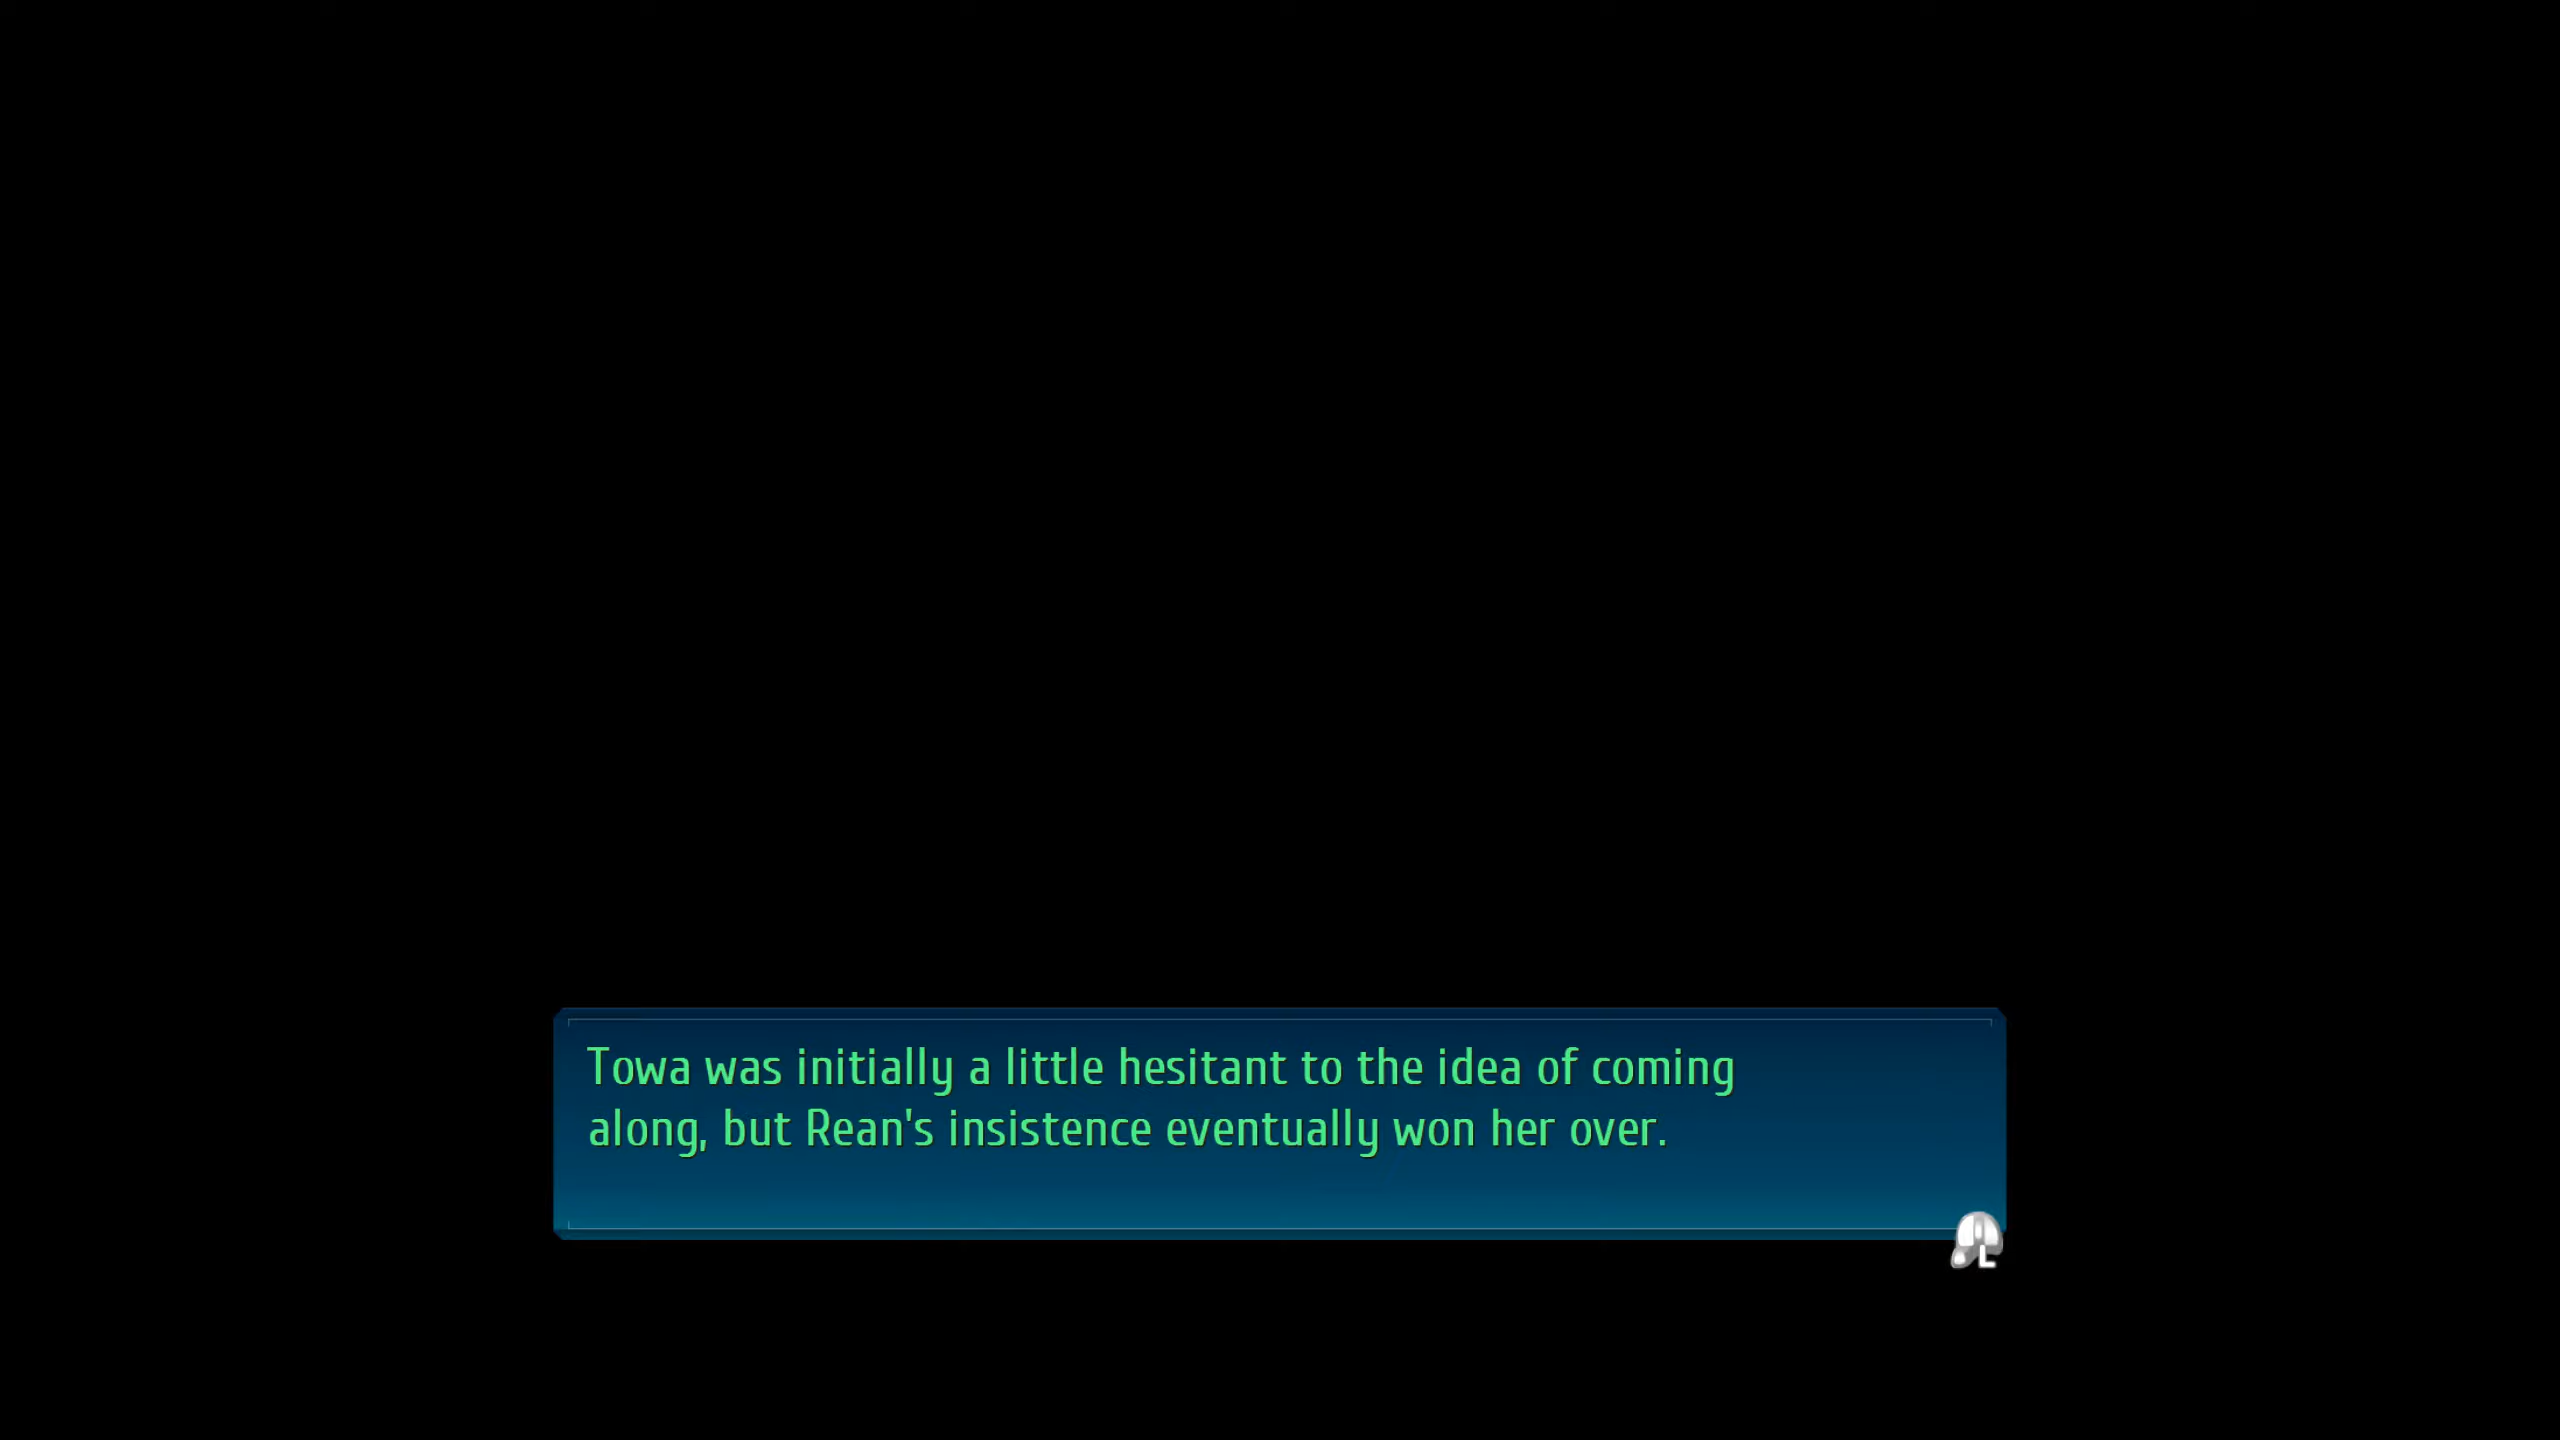 Towa was initially a little hesitant to the idea of coming
along, but Rean's insistence eventually won her over.
L